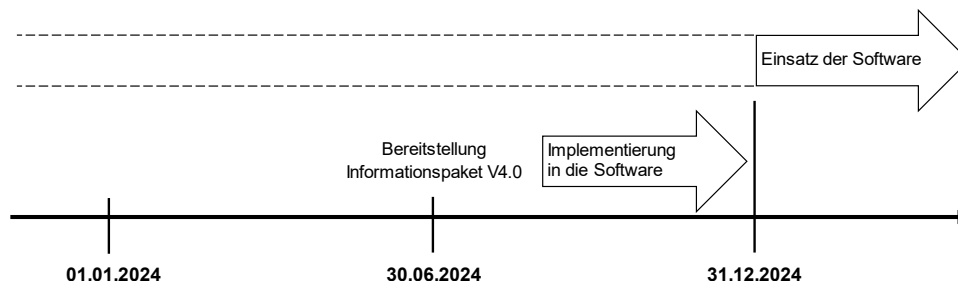 Einsatz der Software
Bereitstellung
Informationspaket V4.0
Implementierung
in die Software
01.01.2024
30.06.2024
31.12.2024